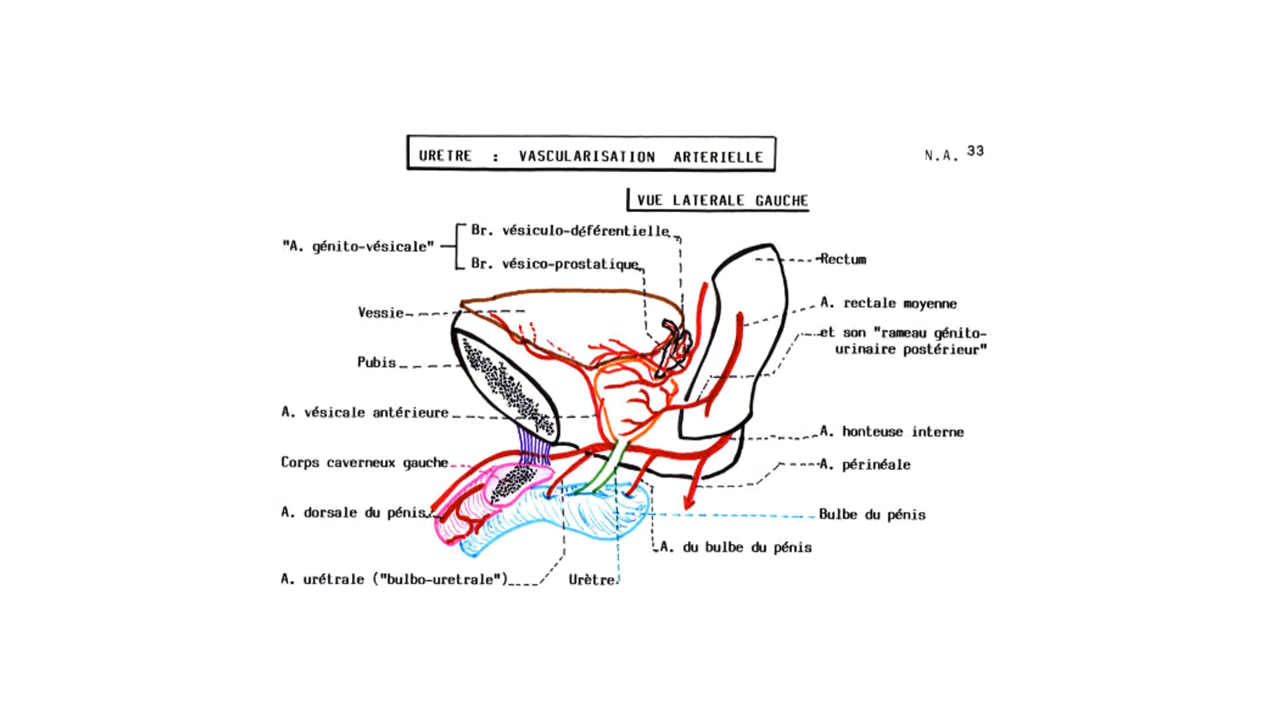 URETRE : VASCULARISATION ARTERIELLE
N.A. 33
VUE LATERALE GAUCHE
"A. génito-vésicale"
Br. vésiculo-déférentielle
Br. vésico-prostatique
Vessie
Pubis
A. vésicale antérieure
Corps caverneux gauche
A. dorsale du pénis
A. urétrale ("bulbo-uretrale")
Urètre
Rectum
A. rectale moyenne
et son "rameau génito-
urinaire postérieur"
A. honteuse interne
A. périnéale
Bulbe du pénis
A. du bulbe du pénis